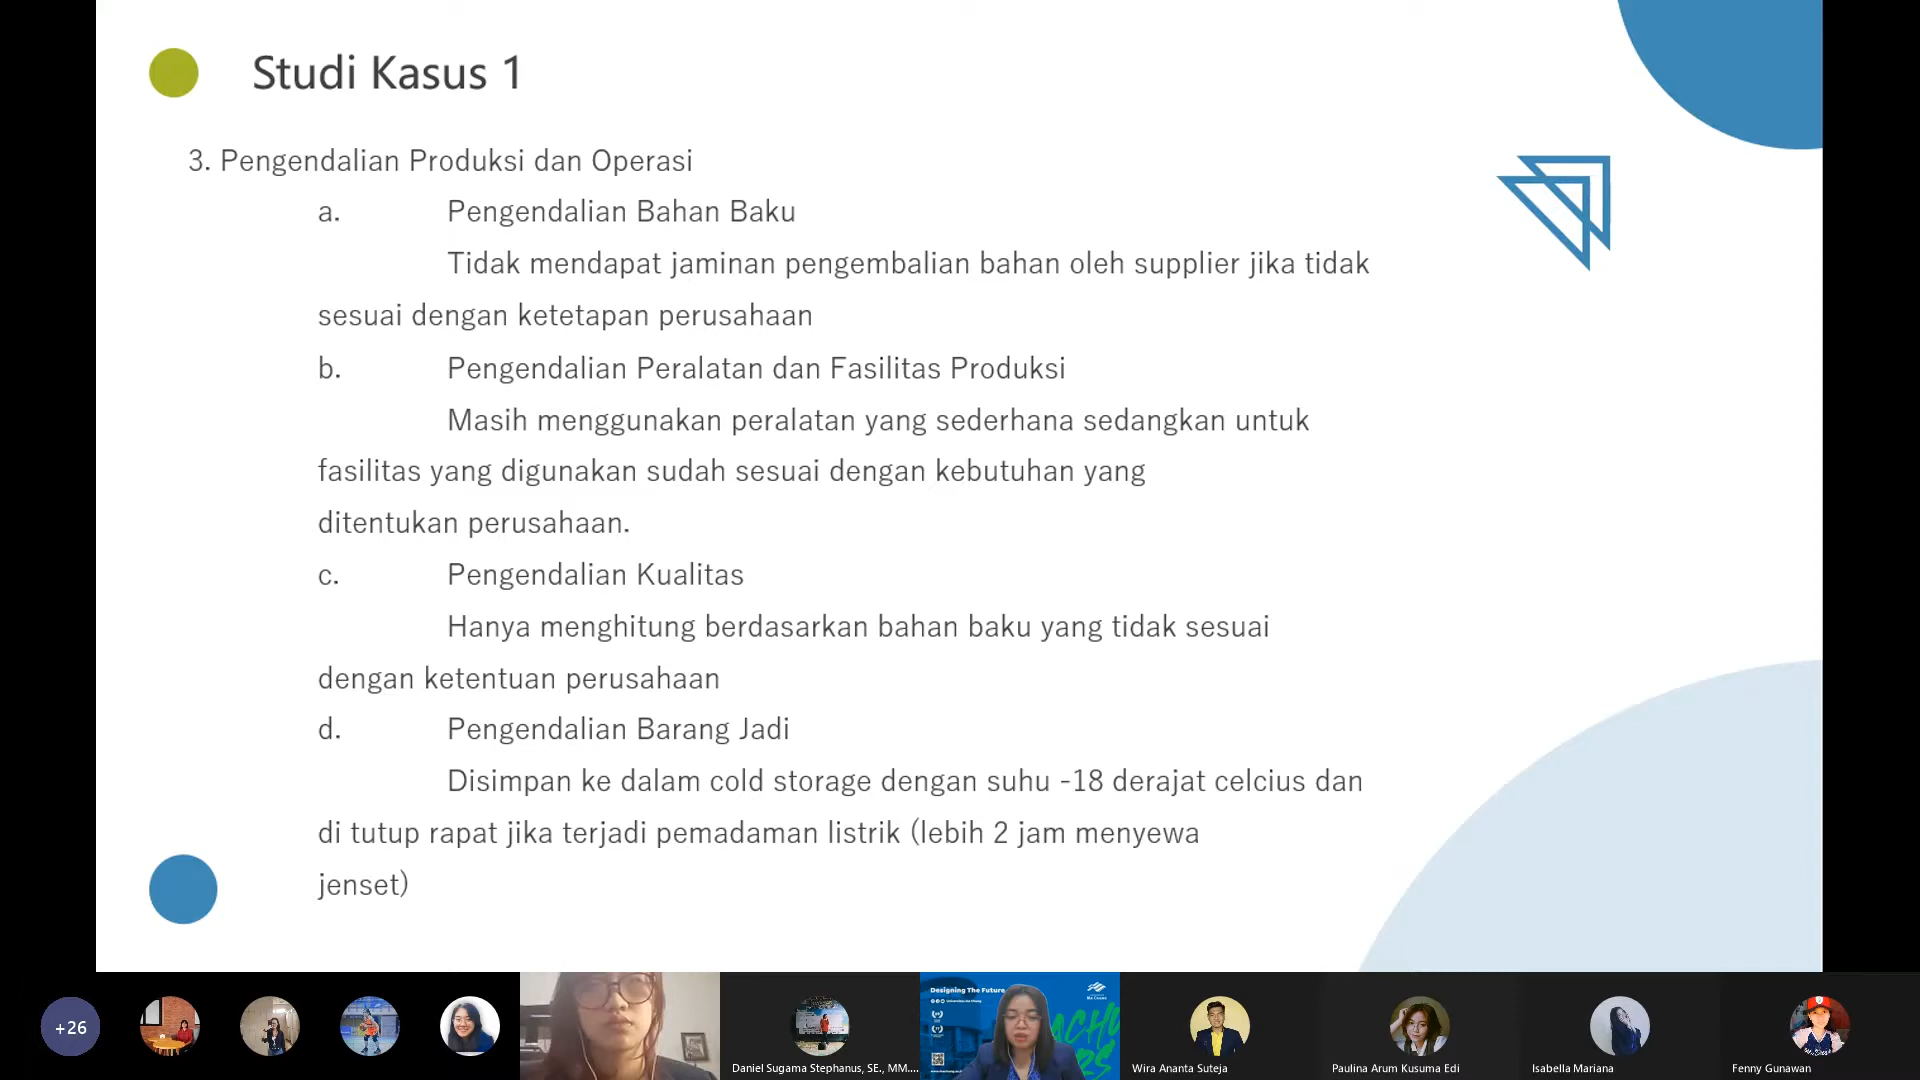 Studi Kasus 1
3. Pengendalian Produksi dan Operasi
a. Pengendalian Bahan Baku
Tidak mendapat jaminan pengembalian bahan oleh supplier jika tidak
sesuai dengan ketetapan perusahaan
b. Pengendalian Peralatan dan Fasilitas Produksi
Masih menggunakan peralatan yang sederhana sedangkan untuk
fasilitas yang digunakan sudah sesuai dengan kebutuhan yang
ditentukan perusahaan.
c. Pengendalian Kualitas
Hanya menghitung berdasarkan bahan baku yang tidak sesuai
dengan ketentuan perusahaan
d. Pengendalian Barang Jadi
Disimpan ke dalam cold storage dengan suhu -18 derajat celcius dan
di tutup rapat jika terjadi pemadaman listrik (lebih 2 jam menyewa
jenset)
+26
Daniel Sugama Stephanus, SE., MM....
Designing The Future
Wira Ananta Suteja
Paulina Arum Kusuma Edi
Isabella Mariana
Fenny Gunawan